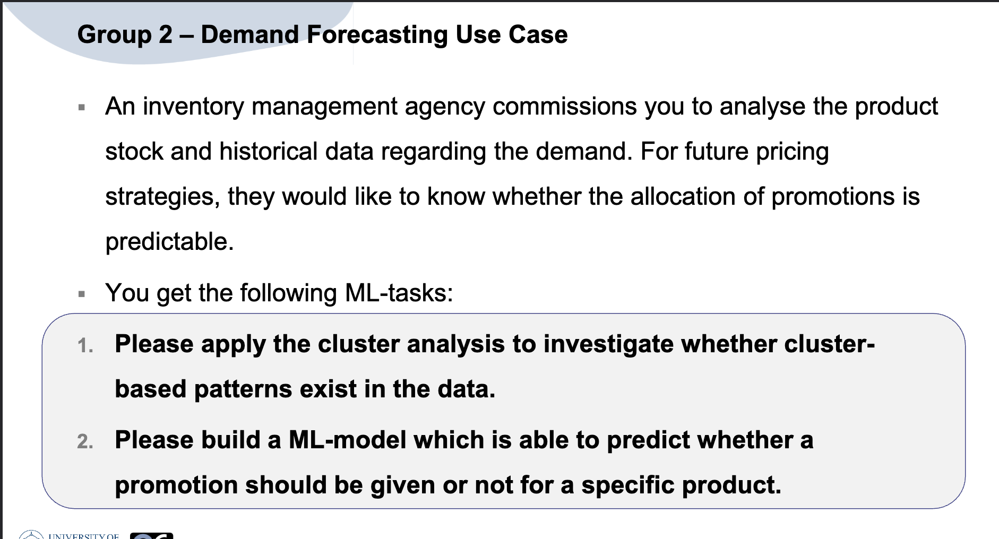 Group 2 – Demand Forecasting Use Case
▪ An inventory management agency commissions you to analyse the product
stock and historical data regarding the demand. For future pricing
strategies, they would like to know whether the allocation of promotions is
predictable.
▪ You get the following ML-tasks:
1. Please apply the cluster analysis to investigate whether cluster-
based patterns exist in the data.
2. Please build a ML-model which is able to predict whether a
promotion should be given or not for a specific product.
UNIVERSITY OF